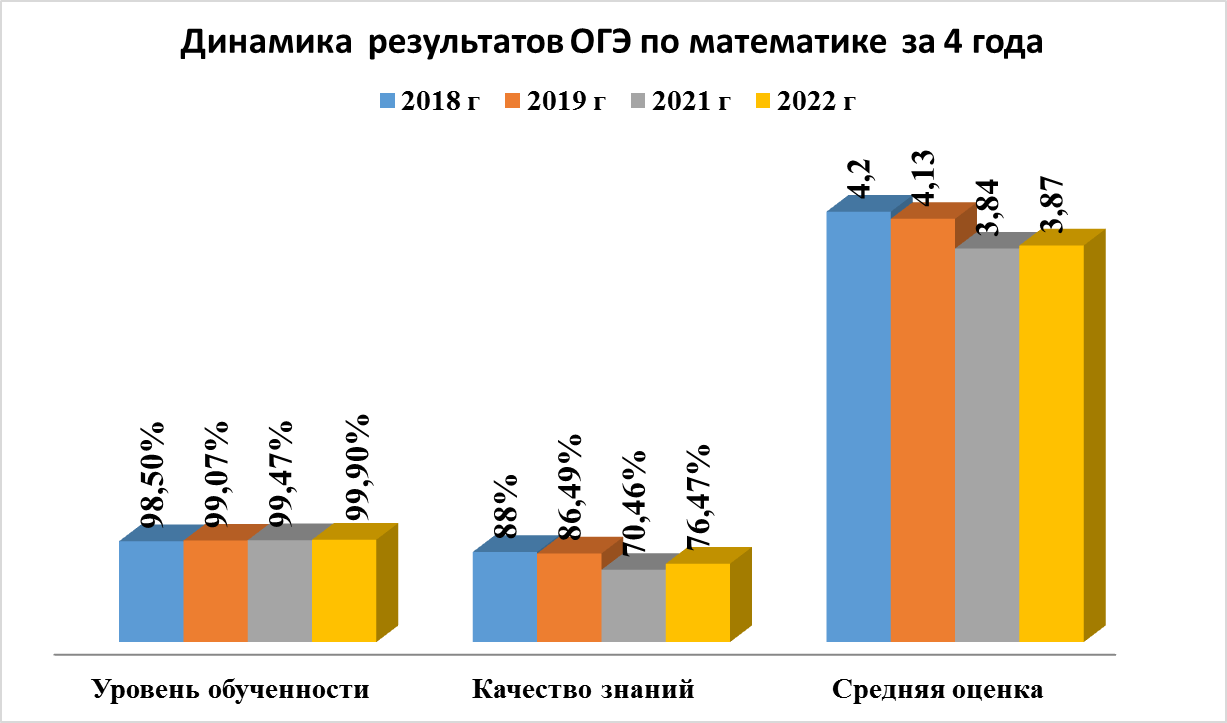 Динамика результатов ОГЭ по математике за 4 года
2018 г 2019 г 2021 г 2022 г
98,50% 99,07% 99,47% 99,90% 88% 86,49% 70,46% 76,47% 4,2 4,13 3,84 3,87
Уровень обученности Качество знаний Средняя оценка